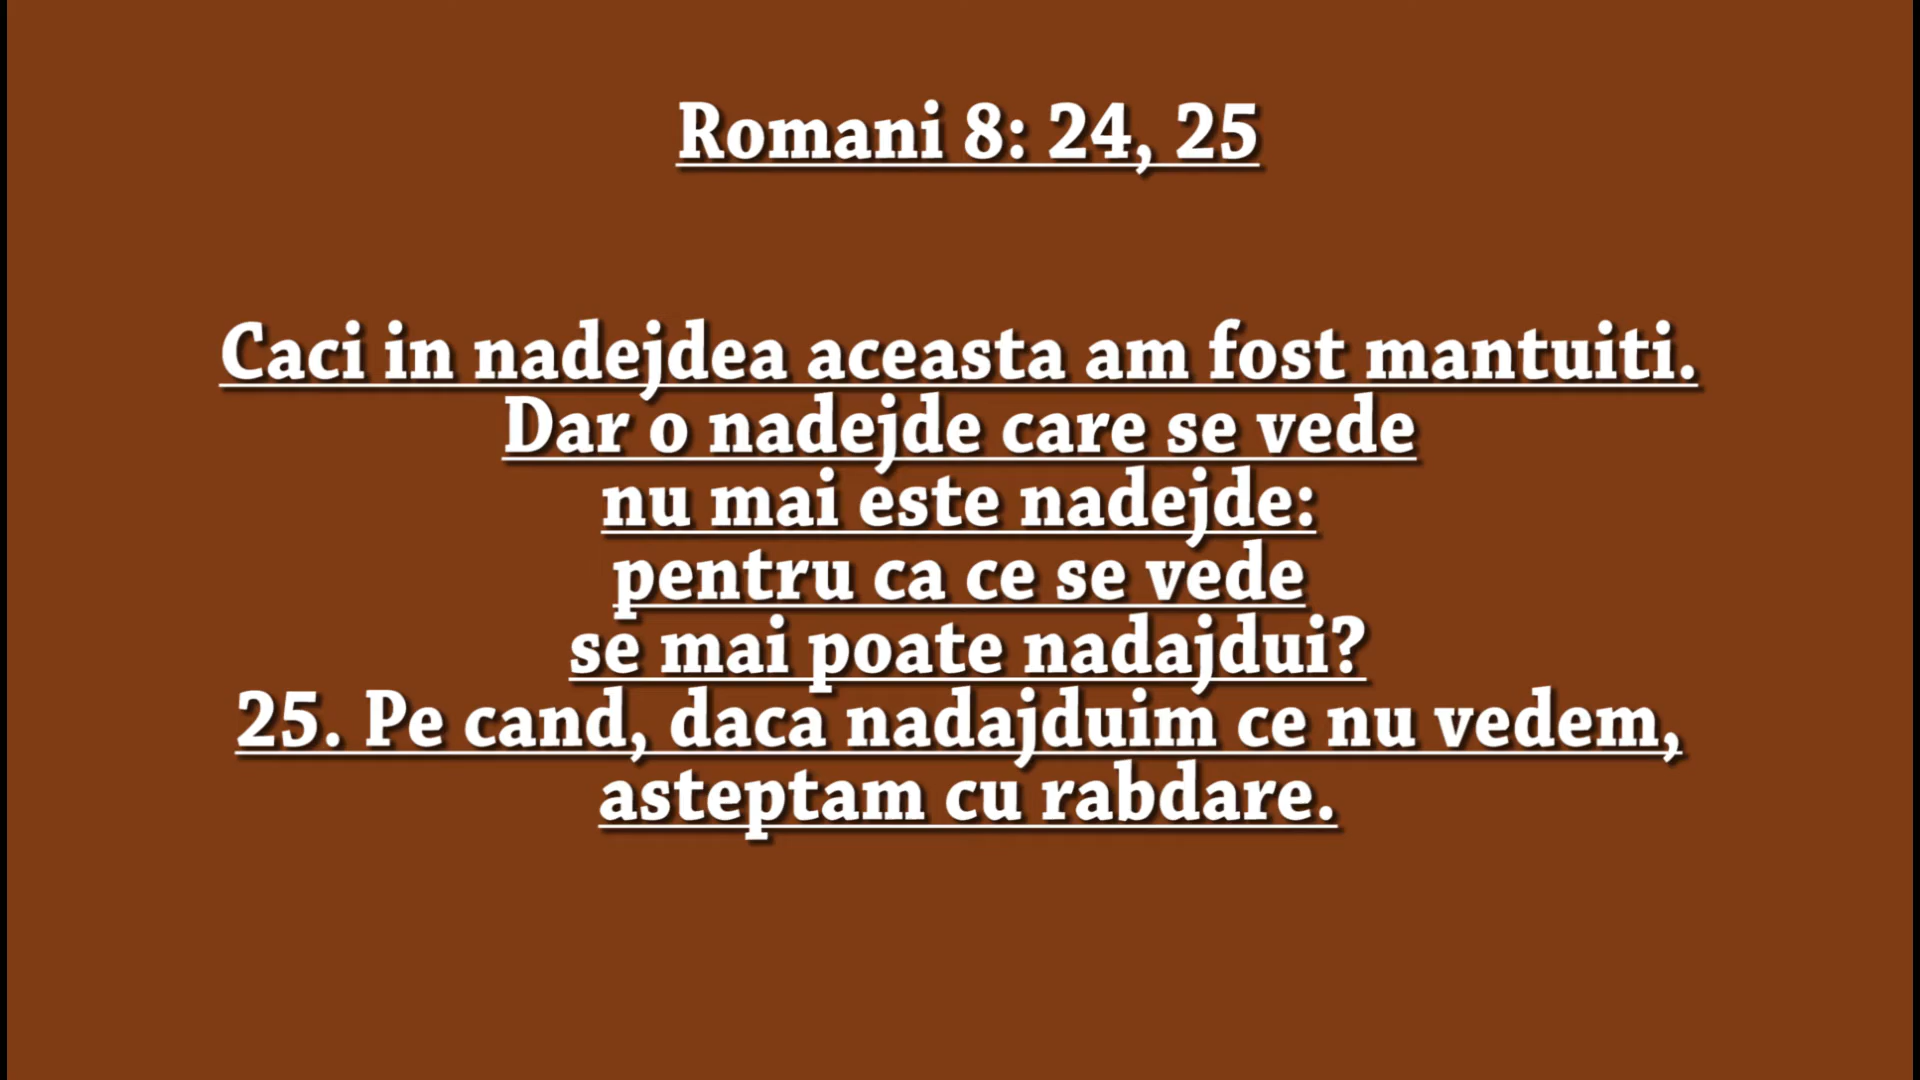 Romani 8: 24, 25
Caci in nadejdea aceasta am fost mantuiti.
Dar o nadejde care se vede
nu mai este nadejde:
pentru ca ce se vede
se mai poate nadajdui?
25. Pe cand, daca nadajduim ce nu vedem,
asteptam cu rabdare.